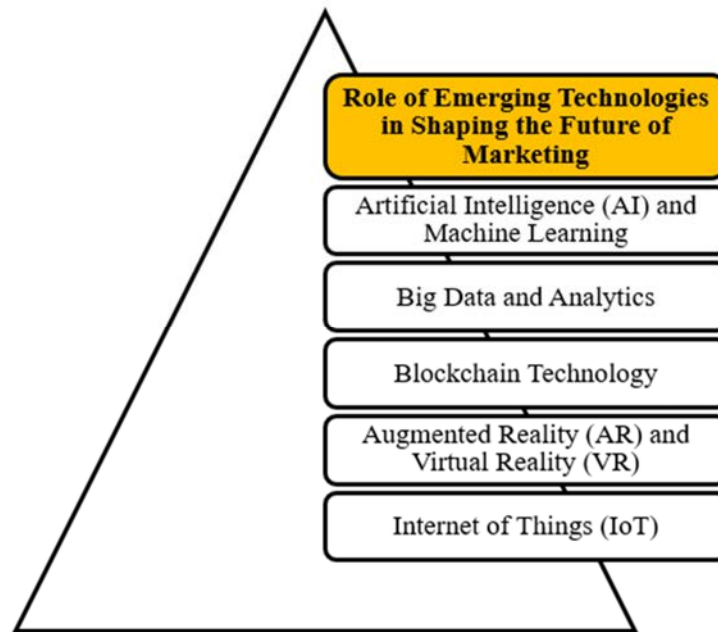 Role of Emerging Technologies
in Shaping the Future of
Marketing
Artificial Intelligence (AI) and
Machine Learning
Big Data and Analytics
Blockchain Technology
Augmented Reality (AR) and
Virtual Reality (VR)
Internet of Things (IoT)